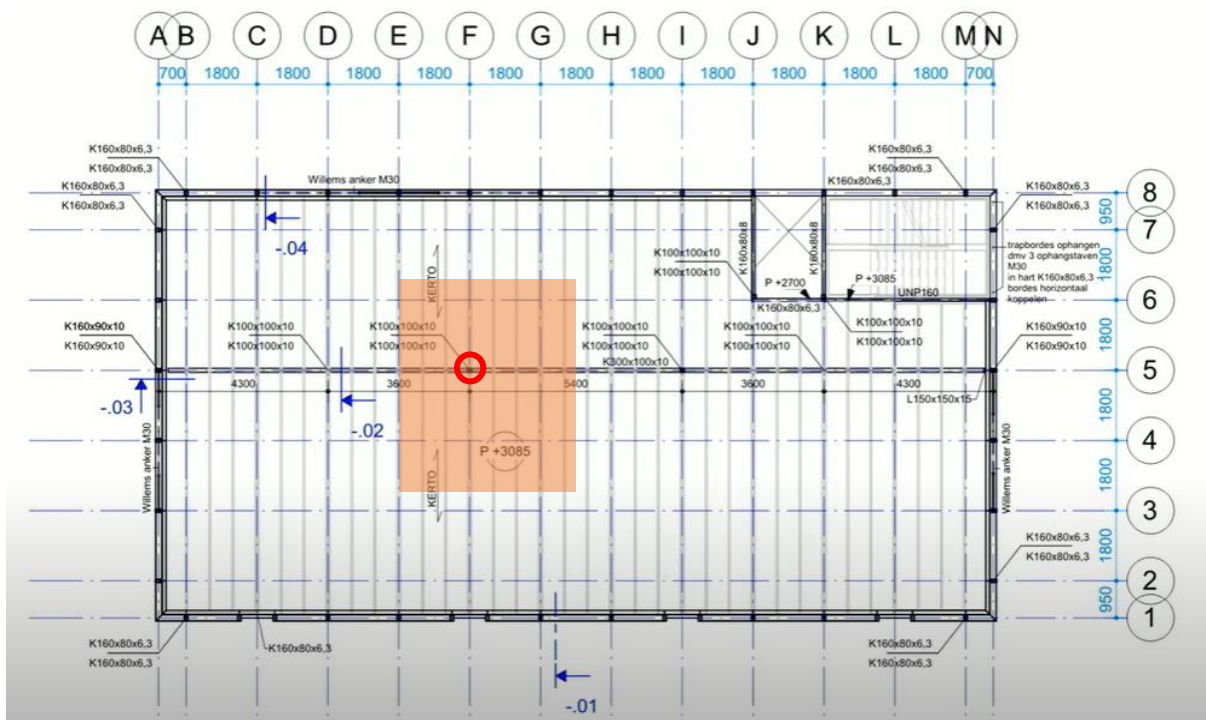 A B C D E F G H I J K L M N
700 1800 1800 1800 1800 1800 1800 1800 1800 1800 1800 1800 700
K160x80x6,3
K160x80x6,3
K160x80x6,3
K160x80x6,3
Willems anker M30
K160x80x6,3
K160x80x6,3
K160x80x6,3
K160x80x6,3
K160x80x6,3
8
950
7
-.04
K160x80x8
K160x80x8
trapbordes ophangen
dmv 3 ophangstaven
M30
in hart K160x80x6,3
bordes horizontaal
koppelen
1800
K100x100x10
K100x100x10
KERTO
P +2700
P +3085
UNP160
K160x80x6,3
6
K160x90x10
K160x90x10
K100x100x10
K100x100x10
K100x100x10
K100x100x10
K100x100x10
K100x100x10
K300x100x10
K100x100x10
K100x100x10
K100x100x10
K100x100x10
K160x90x10
K160x90x10
1800
5
4300 3600 5400 3600 4300
L150x150x15
-.03
-.02
1800
4
P +3085
KERTO
Willems anker M30
Willems anker M30
1800
3
K160x80x6,3
K160x80x6,3
1800
2
950
1
K160x80x6,3
K160x80x6,3
K160x80x6,3
K160x80x6,3
K160x80x6,3
-.01